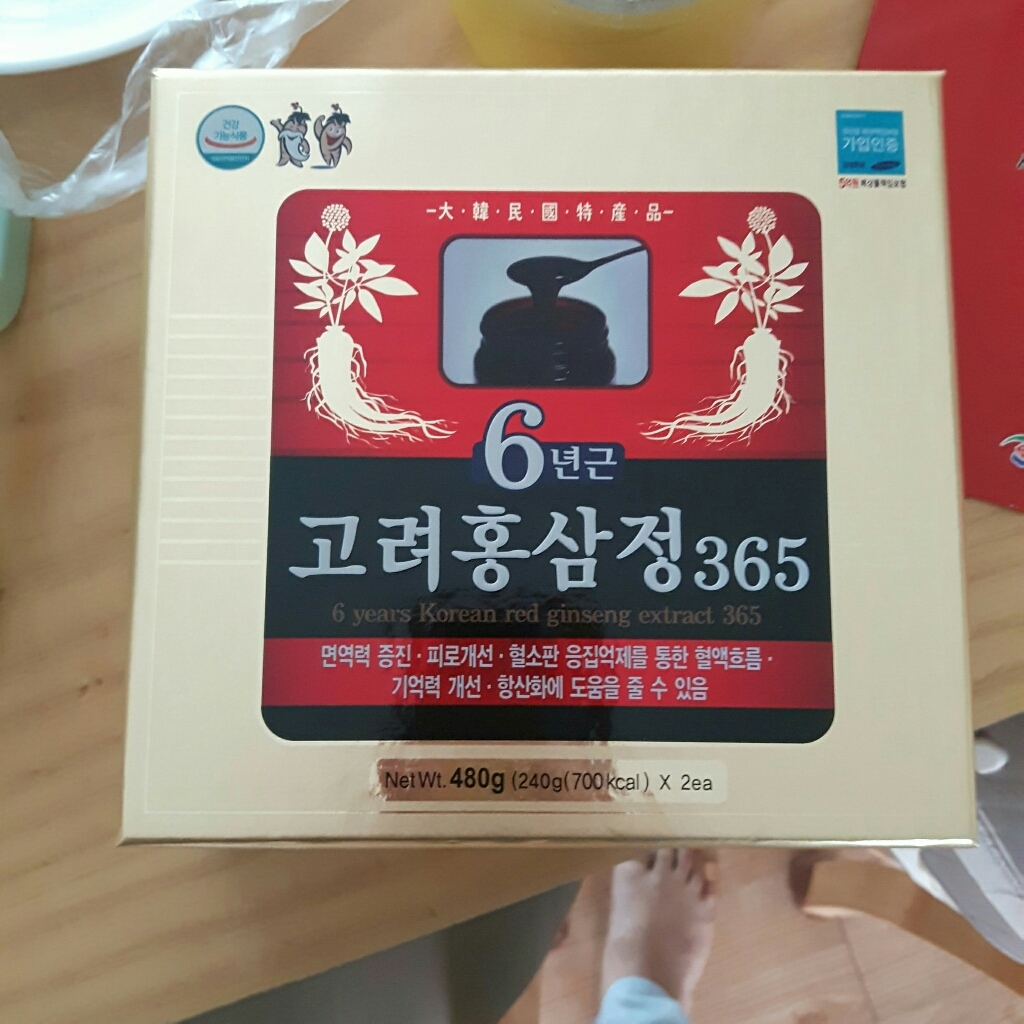 건강
기능식품
가입인증
-大·韓·民·國·特·産·品-
6년근
고려홍삼정365
6 years Korean red ginseng extract 365
면역력 증진·피로개선·혈소판 응집억제를 통한 혈액흐름·
기억력 개선·항산화에 도움을 줄 수 있음
Net Wt. 480g (240g(700kcal) X 2ea